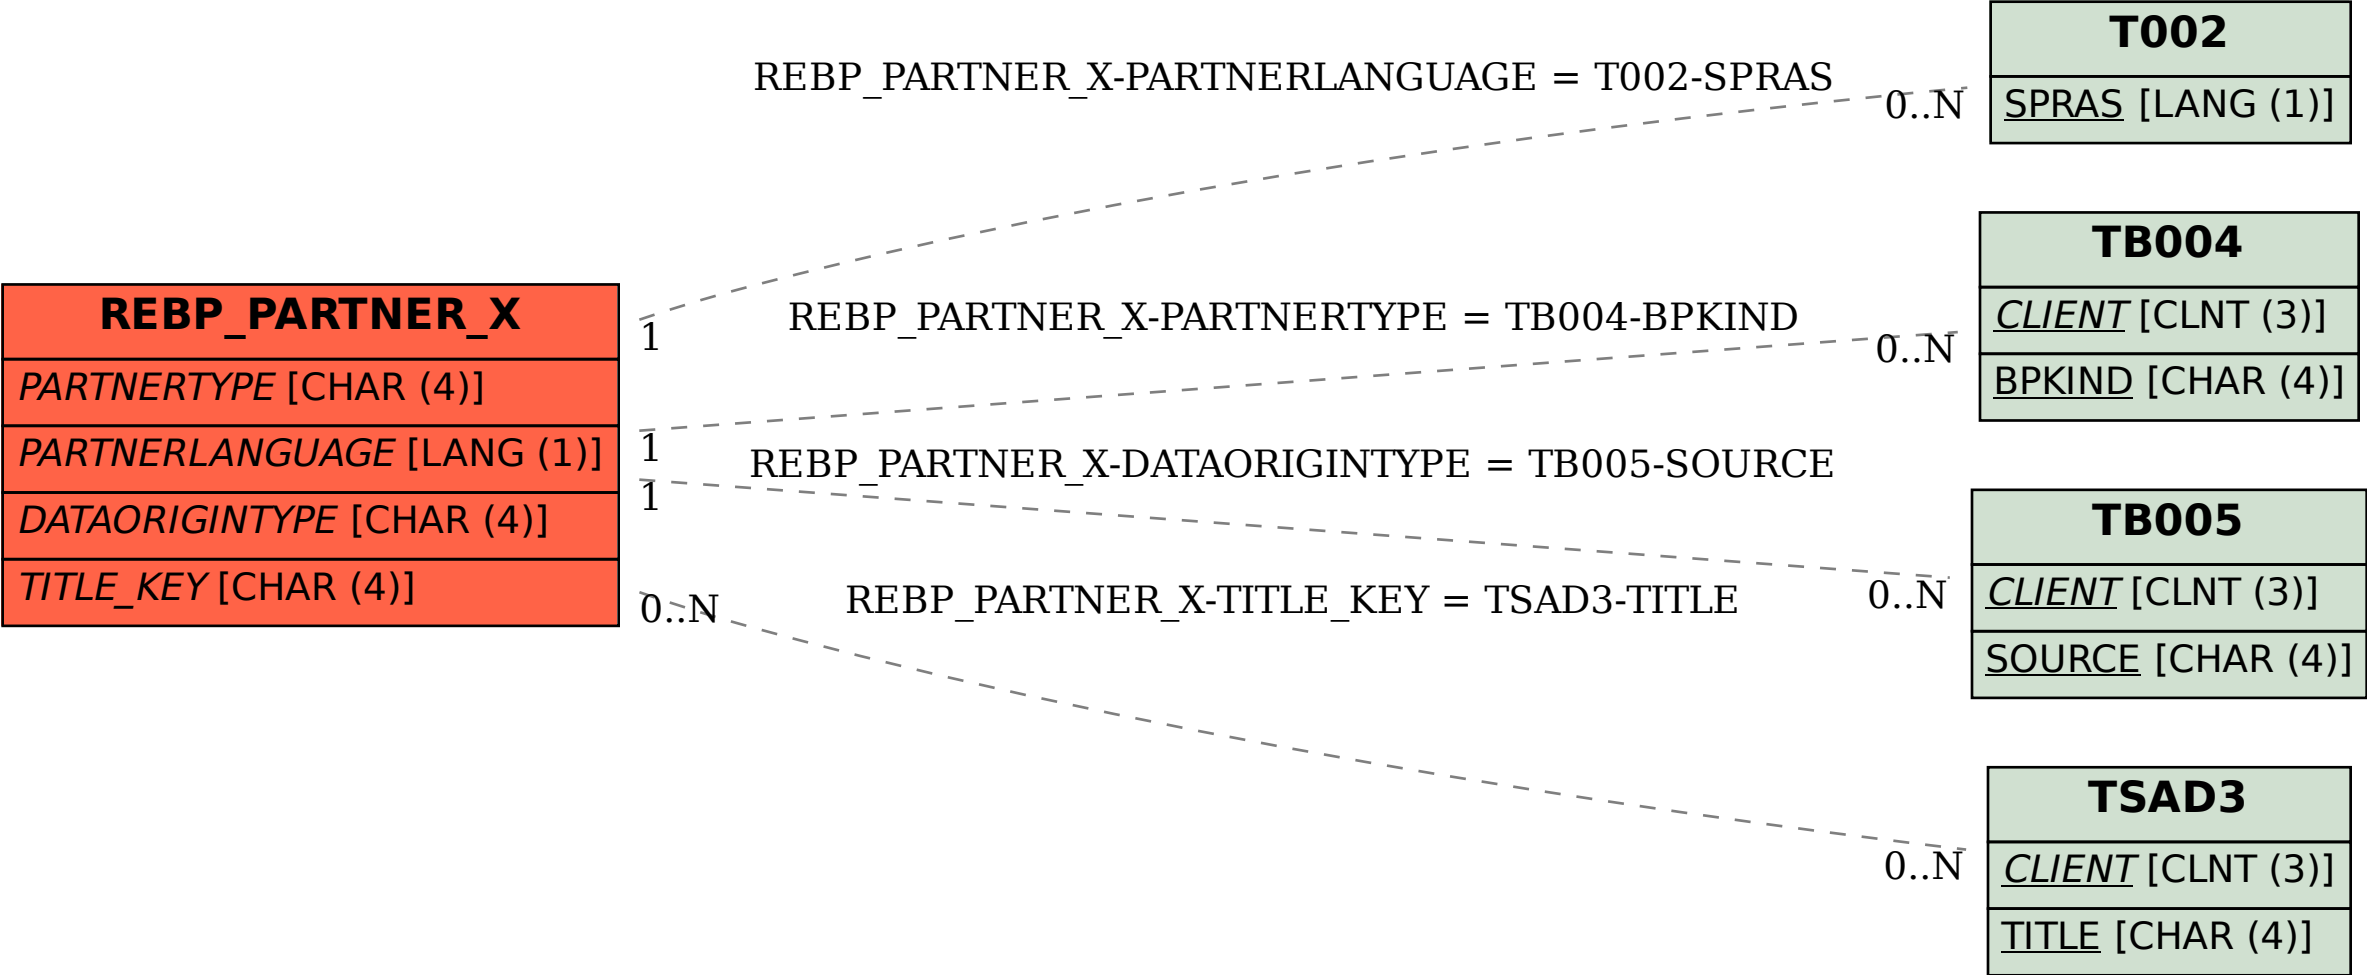 T002
SPRAS [LANG (1)]
REBP_PARTNER_X-PARTNERLANGUAGE = T002-SPRAS
0..N
1
TB004
CLIENT [CLNT (3)]
BPKIND [CHAR (4)]
REBP_PARTNER_X-PARTNERTYPE = TB004-BPKIND
0..N
1
REBP_PARTNER_X
PARTNERTYPE [CHAR (4)]
PARTNERLANGUAGE [LANG (1)]
DATAORIGINTYPE [CHAR (4)]
TITLE_KEY [CHAR (4)]
REBP_PARTNER_X-DATAORIGINTYPE = TB005-SOURCE
1
0..N
TB005
CLIENT [CLNT (3)]
SOURCE [CHAR (4)]
REBP_PARTNER_X-TITLE_KEY = TSAD3-TITLE
0..N
0..N
TSAD3
CLIENT [CLNT (3)]
TITLE [CHAR (4)]